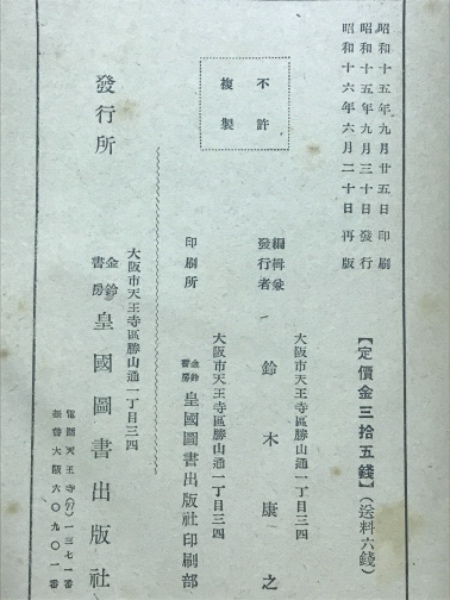 昭和十五年九月廿五日印刷
昭和十五年九月三十日發行
昭和十六年六月二十日再版
【定價金三拾五錢】(送料六錢)
不許
複製
大阪市天王寺區勝山通一丁目三四
編輯兼
發行者
鈴木康之
大阪市天王寺區勝山通一丁目三四
印刷所
金鈴
書房
皇國圖書出版社印刷部
大阪市天王寺區勝山通一丁目三四
發行所
金鈴
書房
皇國圖書出版社
電話天王寺(77)一三七一番
振替大阪六〇九〇一番